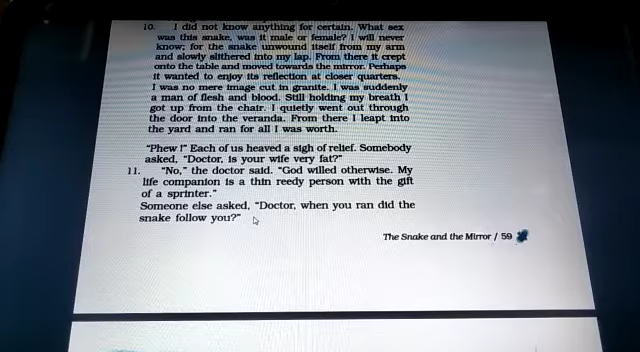 10. I did not know anything for certain. What sex
was this snake, was it male or female? I will never
know; for the snake unwound itself from my arm
and slowly slithered into my lap. From there it crept
onto the table and moved towards the mirror. Perhaps
it wanted to enjoy its reflection at closer quarters.
I was no mere image cut in granite. I was suddenly
a man of flesh and blood. Still holding my breath I
got up from the chair. I quietly went out through
the door into the veranda. From there I leapt into
the yard and ran for all I was worth.
"Phew !" Each of us heaved a sigh of relief. Somebody
asked, "Doctor, is your wife very fat?"
11. "No," the doctor said. "God willed otherwise. My
life companion is a thin reedy person with the gift
of a sprinter."
Someone else asked, "Doctor, when you ran did the
snake follow you?"
The Snake and the Mirror / 59